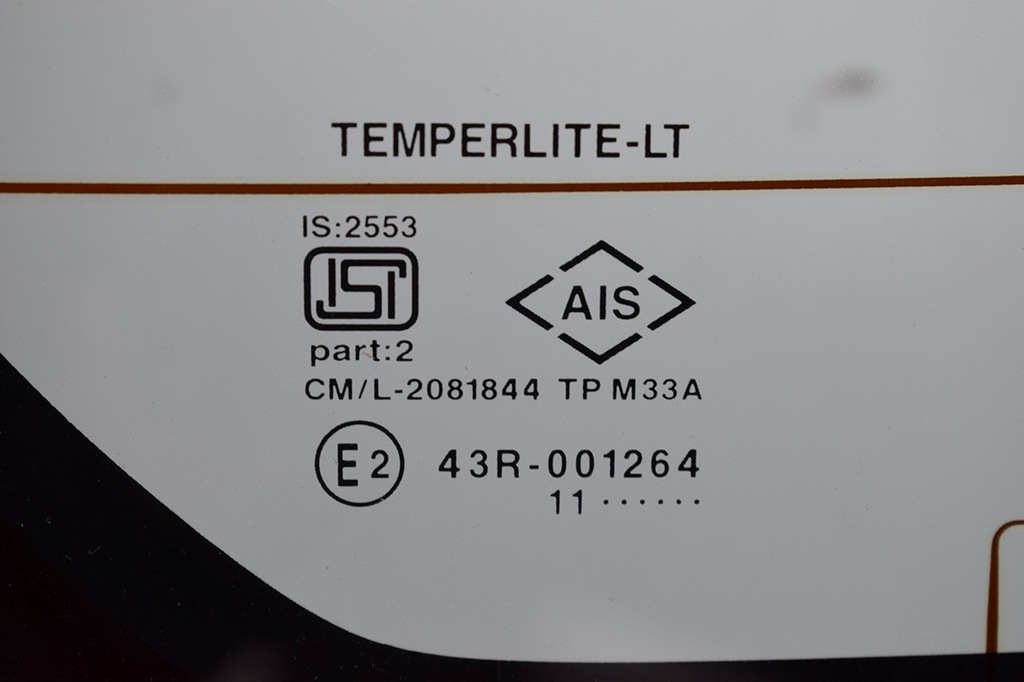 TEMPERLITE-LT
IS:2553
ISI
AIS
part:2
CM/L-2081844 TP M33A
E2 43R-001264
11 ......